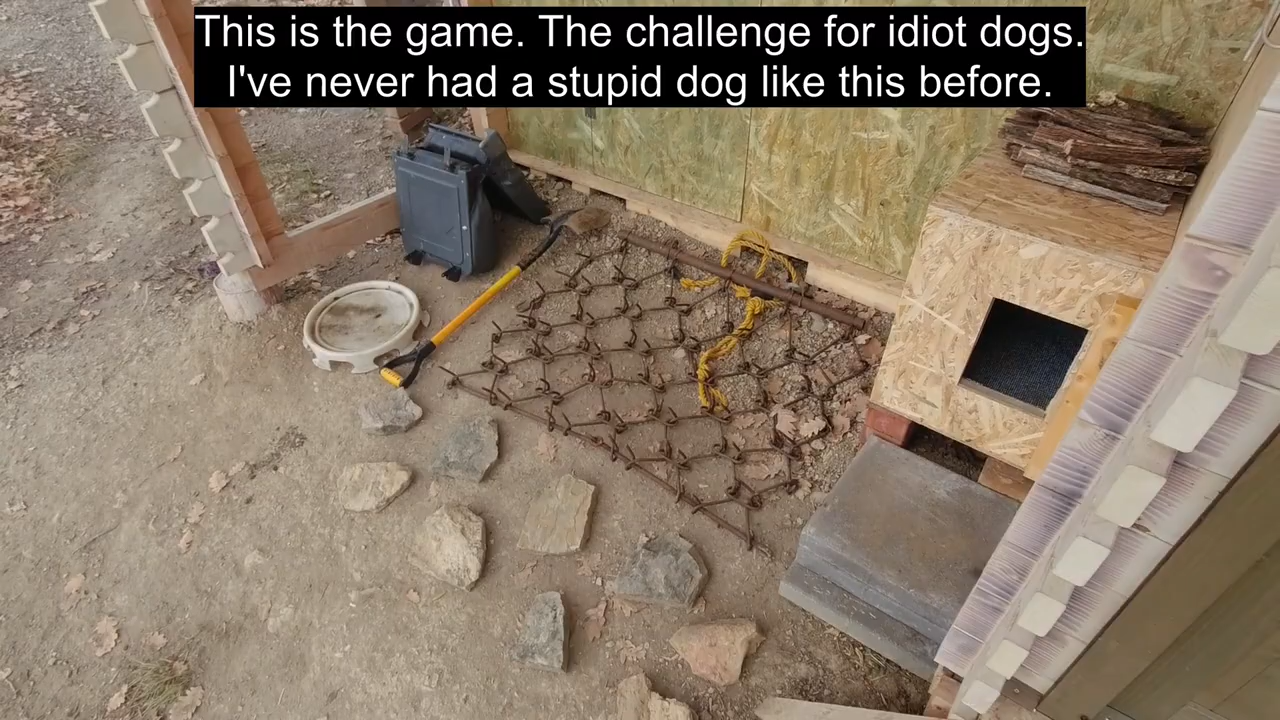 This is the game. The challenge for idiot dogs.
I've never had a stupid dog like this before.